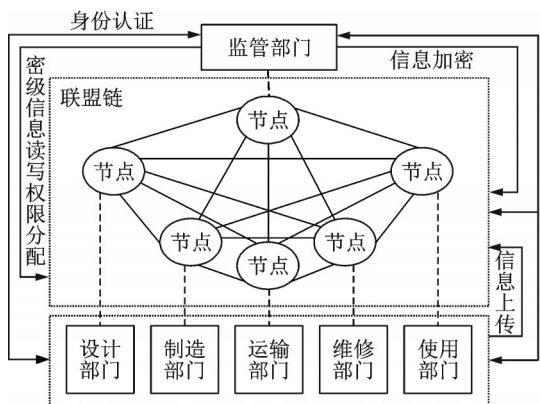 身份认证
监管部门
信息加密
密级信息读写权限分配
联盟链
节点
节点
节点
节点
节点
节点
信息上传
设计
部门
制造
部门
运输
部门
维修
部门
使用
部门